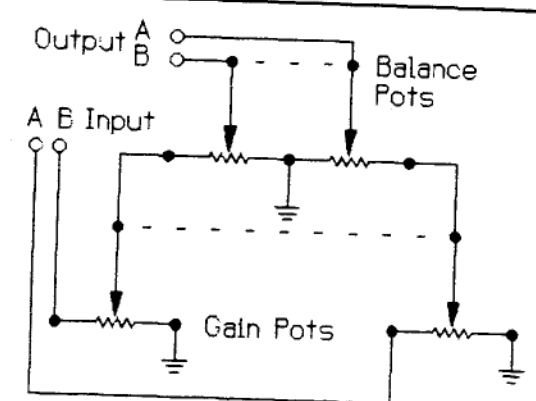 Output A
B
Balance
Pots
A B Input
Gain Pots